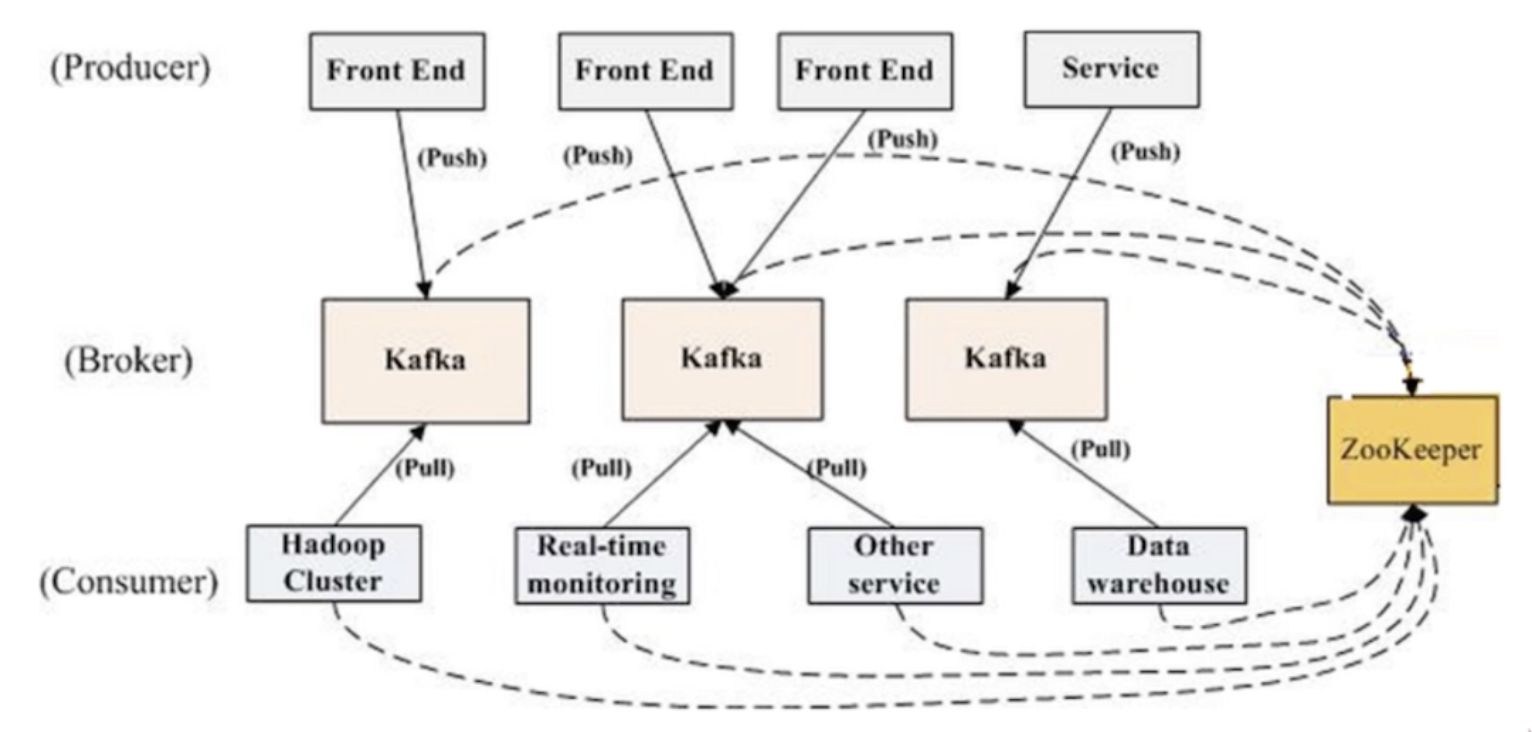 (Producer)
Front End
Front End
Front End
Service
(Push)
(Push)
(Push)
(Push)
(Broker)
Kafka
Kafka
Kafka
ZooKeeper
(Pull)
(Pull)
(Pull)
(Pull)
(Consumer)
Hadoop
Cluster
Real-time
monitoring
Other
service
Data
warehouse